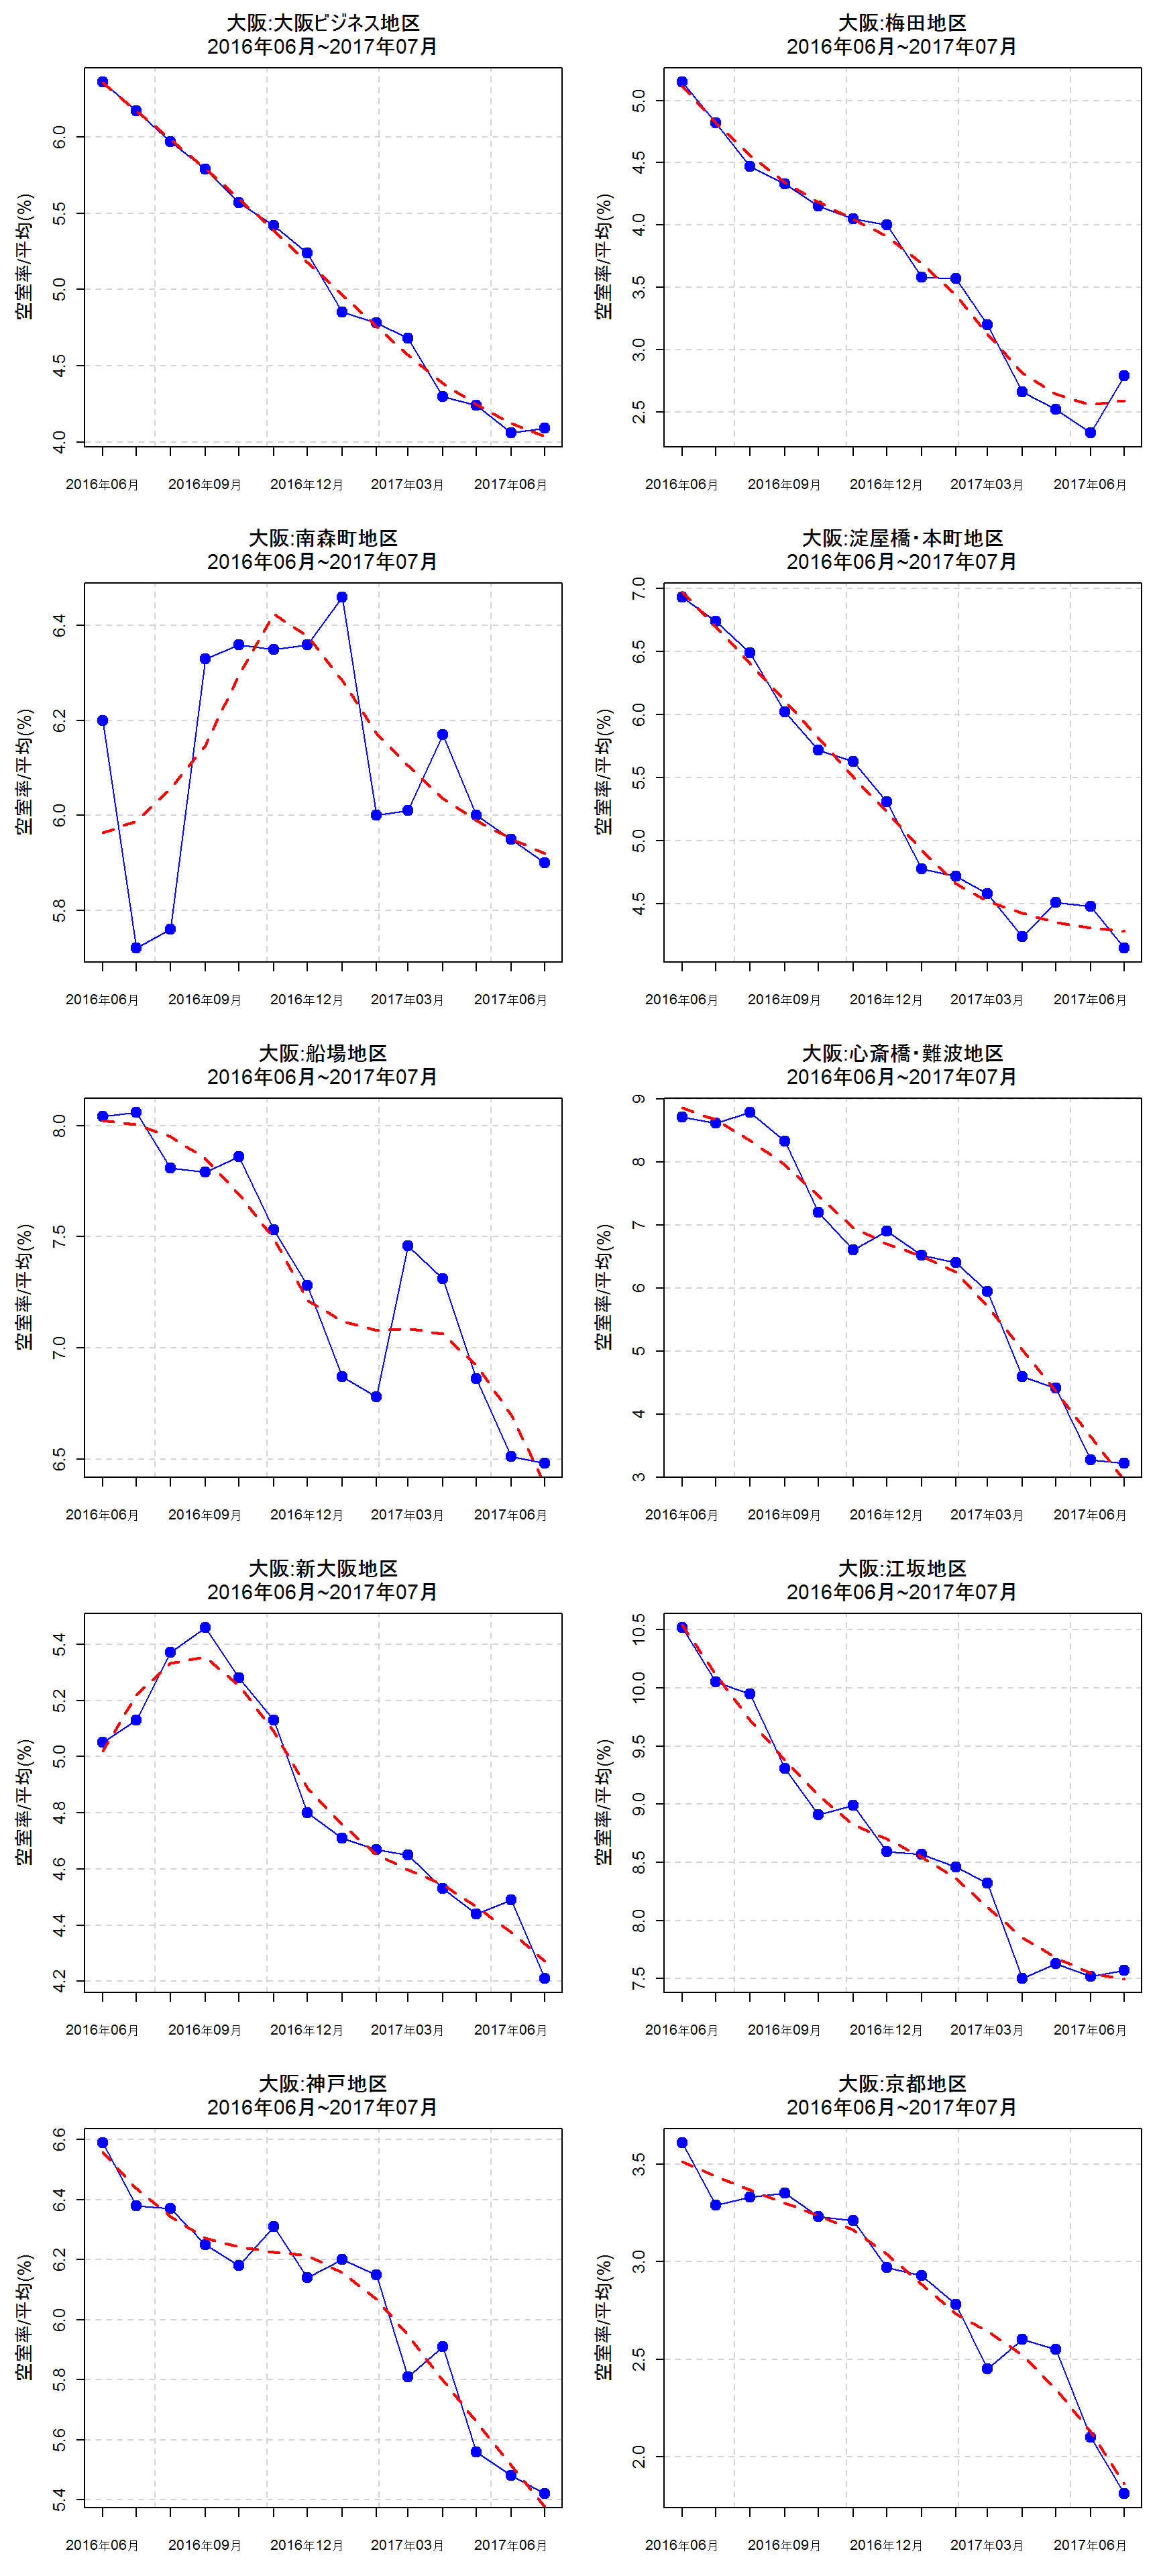 大阪:大阪ビジネス地区
2016年06月~2017年07月
空室率/平均(%)
6.0
5.5
5.0
4.5
4.0
2016年06月 2016年09月 2016年12月 2017年03月 2017年06月
大阪:梅田地区
2016年06月~2017年07月
空室率/平均(%)
5.0
4.5
4.0
3.5
3.0
2.5
2016年06月 2016年09月 2016年12月 2017年03月 2017年06月
大阪:南森町地区
2016年06月~2017年07月
空室率/平均(%)
6.4
6.2
6.0
5.8
2016年06月 2016年09月 2016年12月 2017年03月 2017年06月
大阪:淀屋橋・本町地区
2016年06月~2017年07月
空室率/平均(%)
7.0
6.5
6.0
5.5
5.0
4.5
2016年06月 2016年09月 2016年12月 2017年03月 2017年06月
大阪:船場地区
2016年06月~2017年07月
空室率/平均(%)
8.0
7.5
7.0
6.5
2016年06月 2016年09月 2016年12月 2017年03月 2017年06月
大阪:心斎橋・難波地区
2016年06月~2017年07月
空室率/平均(%)
9
8
7
6
5
4
3
2016年06月 2016年09月 2016年12月 2017年03月 2017年06月
大阪:新大阪地区
2016年06月~2017年07月
空室率/平均(%)
5.4
5.2
5.0
4.8
4.6
4.4
4.2
2016年06月 2016年09月 2016年12月 2017年03月 2017年06月
大阪:江坂地区
2016年06月~2017年07月
空室率/平均(%)
10.5
10.0
9.5
9.0
8.5
8.0
7.5
2016年06月 2016年09月 2016年12月 2017年03月 2017年06月
大阪:神戸地区
2016年06月~2017年07月
空室率/平均(%)
6.6
6.4
6.2
6.0
5.8
5.6
5.4
2016年06月 2016年09月 2016年12月 2017年03月 2017年06月
大阪:京都地区
2016年06月~2017年07月
空室率/平均(%)
3.5
3.0
2.5
2.0
2016年06月 2016年09月 2016年12月 2017年03月 2017年06月